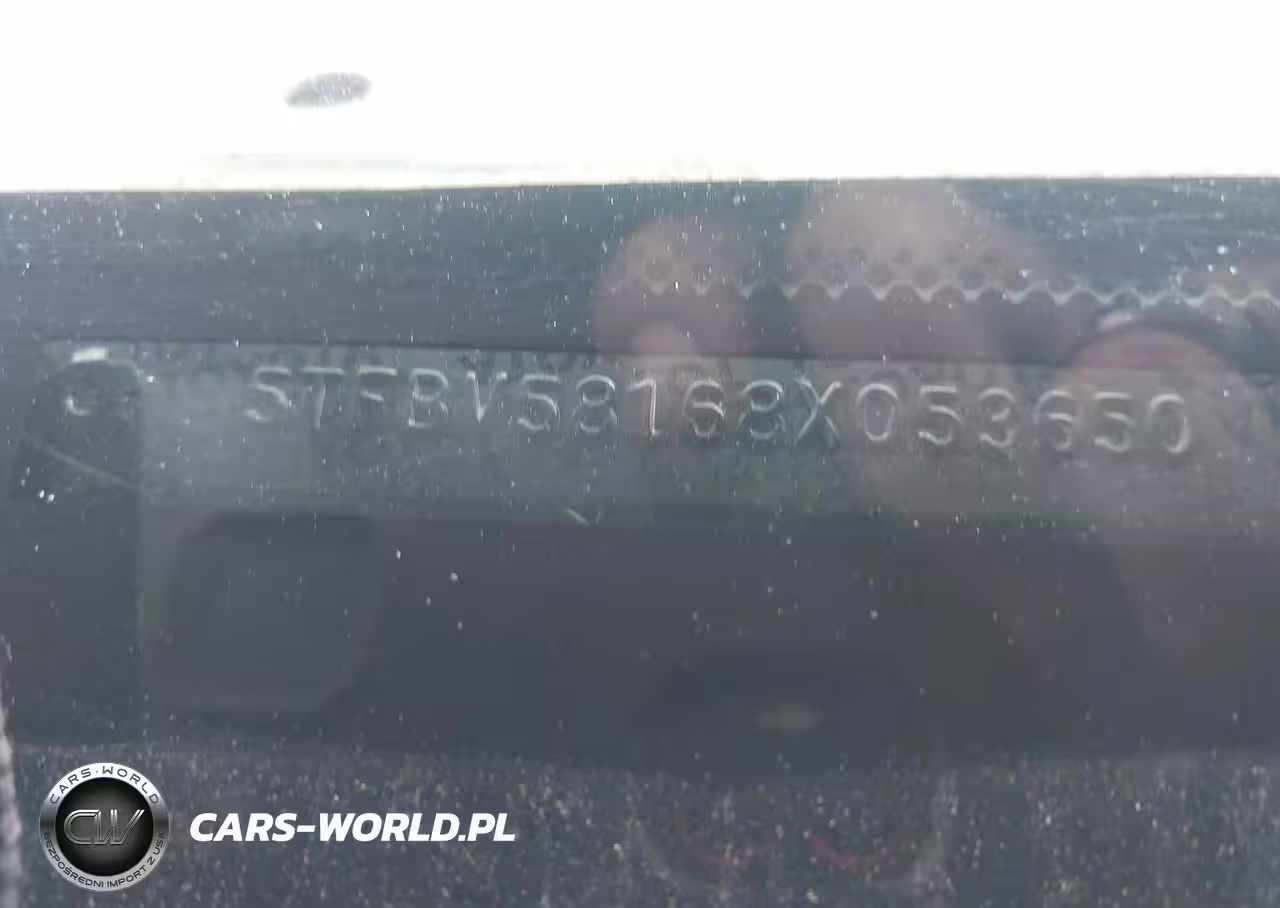 5TFBV58168X053650
CARS·WORLD
CW
BEZPOŚREDNI IMPORT Z USA
CARS-WORLD.PL